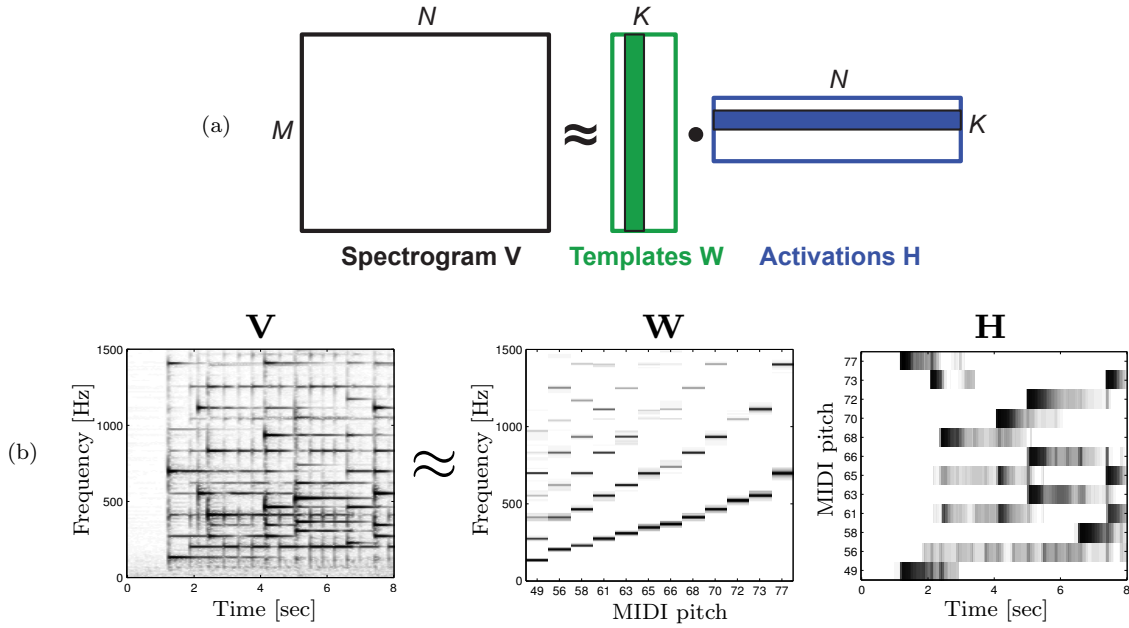 N
K
N
(a)
M
≈
•
K
Spectrogram V
Templates W
Activations H
V
W
H
(b)
Frequency [Hz]
1500
1000
500
0
0 2 4 6 8
Time [sec]
≈
Frequency [Hz]
1500
1000
500
0
49 56 58 61 63 65 66 68 70 72 73 77
MIDI pitch
MIDI pitch
77
73
72
70
68
66
65
63
61
58
56
49
0 2 4 6 8
Time [sec]